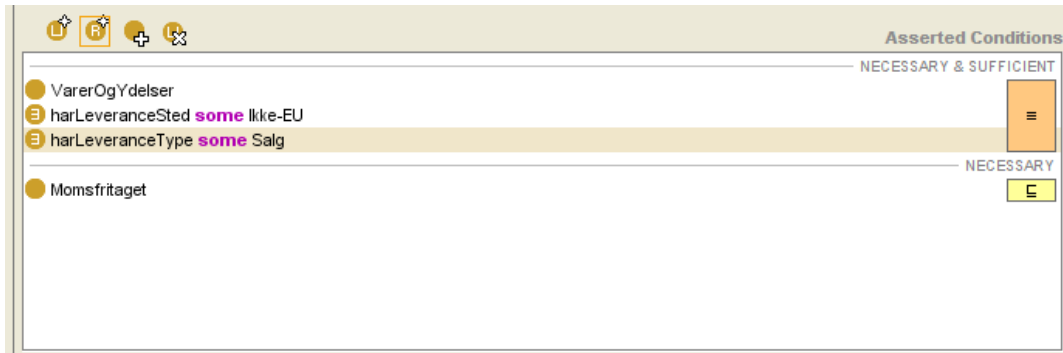 Asserted Conditions
NECESSARY & SUFFICIENT
VarerOgYdelser
harLeveranceSted some Ikke-EU
≡
harLeveranceType some Salg
NECESSARY
Momsfritaget
⊑